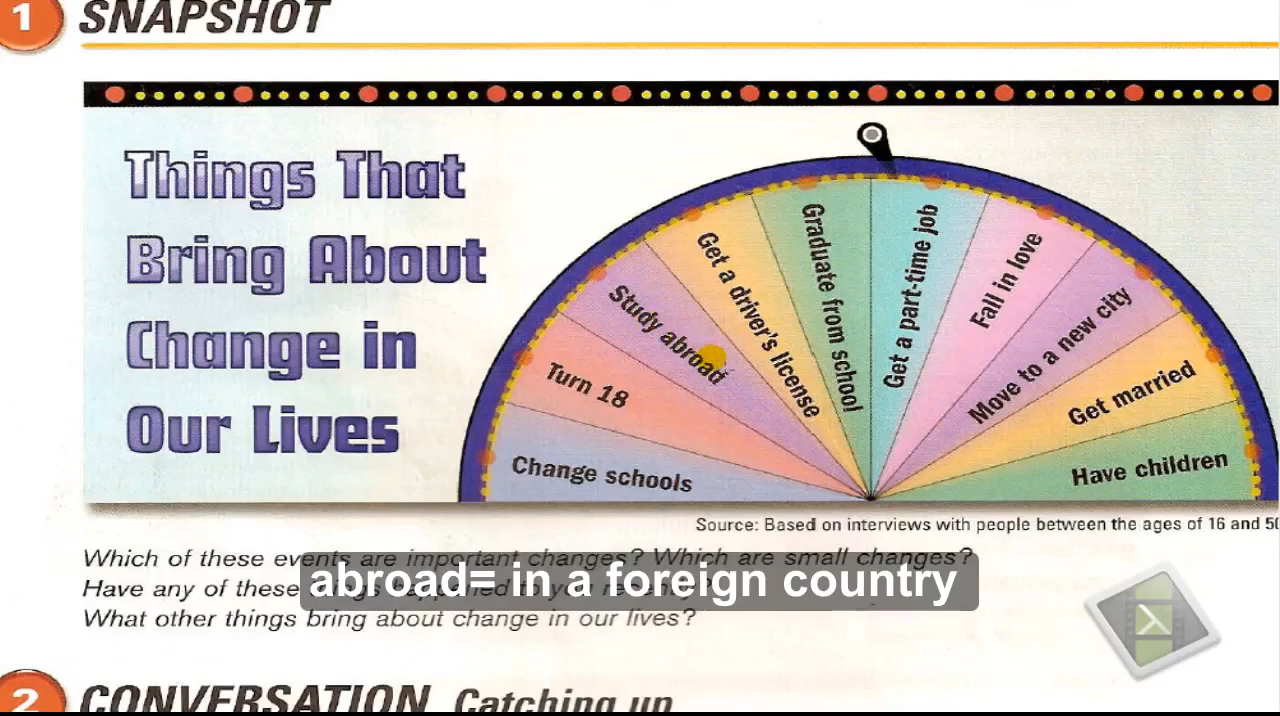 1 SNAPSHOT
Things That
Bring About
Change in
Our Lives
Change schools
Turn 18
Study abroad
Get a driver's license
Graduate from school
Get a part-time job
Fall in love
Move to a new city
Get married
Have children
Source: Based on interviews with people between the ages of 16 and 50
Which of these events are important changes? Which are small changes?
Have any of these
abroad= in a foreign country
What other things bring about change in our lives?
2 CONVERSATION Catching up